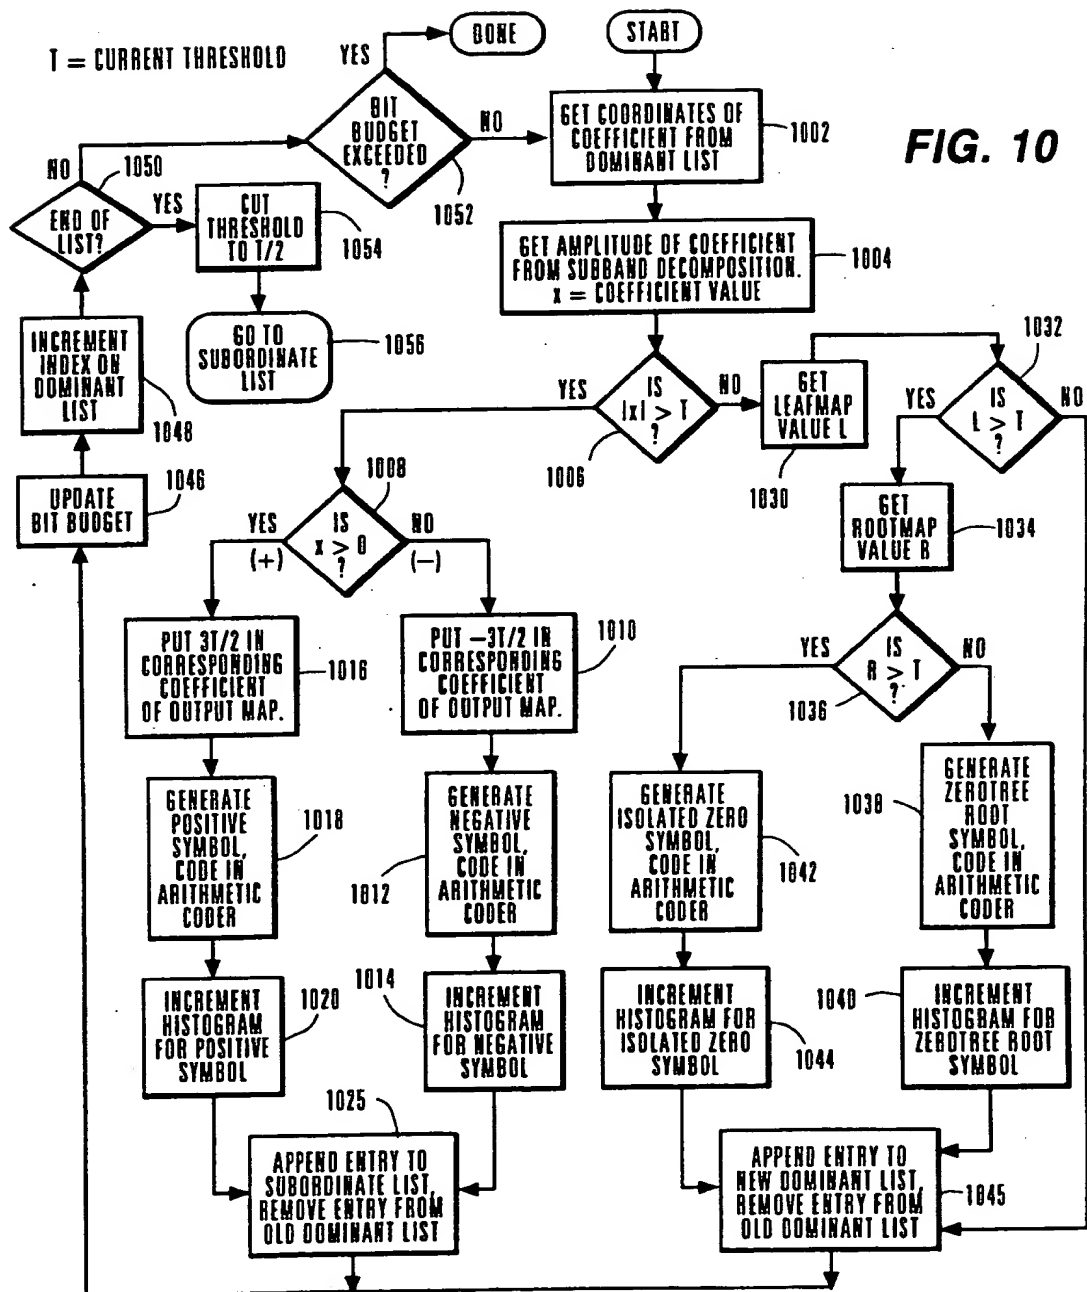 T = CURRENT THRESHOLD
YES
DONE
START
BIT
BUDGET
EXCEEDED
?
NO
1052
GET COORDINATES OF
COEFFICIENT FROM
DOMINANT LIST
1002
FIG. 10
NO
1050
END OF
LIST?
YES
CUT
THRESHOLD
TO T/2
1054
GET AMPLITUDE OF COEFFICIENT
FROM SUBBAND DECOMPOSITION.
x = COEFFICIENT VALUE
1004
GO TO
SUBORDINATE
LIST
1056
INCREMENT
INDEX ON
DOMINANT
LIST
1048
YES
IS
|x| > T
?
NO
1006
GET
LEAFMAP
VALUE L
1030
1032
YES
IS
L > T
?
NO
UPDATE
BIT BUDGET
1046
1008
YES
(+)
IS
x > 0
?
NO
(−)
GET
ROOTMAP
VALUE R
1034
PUT 3T/2 IN
CORRESPONDING
COEFFICIENT
OF OUTPUT MAP.
1016
PUT −3T/2 IN
CORRESPONDING
COEFFICIENT
OF OUTPUT MAP.
1010
YES
IS
R > T
?
NO
1036
GENERATE
POSITIVE
SYMBOL,
CODE IN
ARITHMETIC
CODER
1018
GENERATE
NEGATIVE
SYMBOL,
CODE IN
ARITHMETIC
CODER
1012
GENERATE
ISOLATED ZERO
SYMBOL,
CODE IN
ARITHMETIC
CODER
1042
GENERATE
ZEROTREE
ROOT
SYMBOL,
CODE IN
ARITHMETIC
CODER
1038
INCREMENT
HISTOGRAM
FOR POSITIVE
SYMBOL
1020
INCREMENT
HISTOGRAM
FOR NEGATIVE
SYMBOL
1014
INCREMENT
HISTOGRAM FOR
ISOLATED ZERO
SYMBOL
1044
INCREMENT
HISTOGRAM FOR
ZEROTREE ROOT
SYMBOL
1040
1025
APPEND ENTRY TO
SUBORDINATE LIST,
REMOVE ENTRY FROM
OLD DOMINANT LIST
APPEND ENTRY TO
NEW DOMINANT LIST,
REMOVE ENTRY FROM
OLD DOMINANT LIST
1045